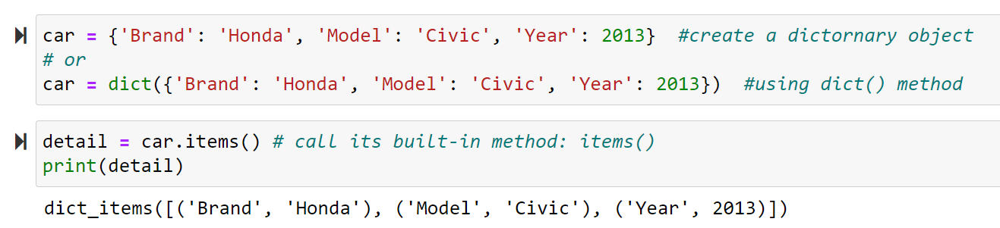 car = {'Brand': 'Honda', 'Model': 'Civic', 'Year': 2013}  #create a dictornary object
# or
car = dict({'Brand': 'Honda', 'Model': 'Civic', 'Year': 2013})  #using dict() method
detail = car.items() # call its built-in method: items()
print(detail)
dict_items([('Brand', 'Honda'), ('Model', 'Civic'), ('Year', 2013)])